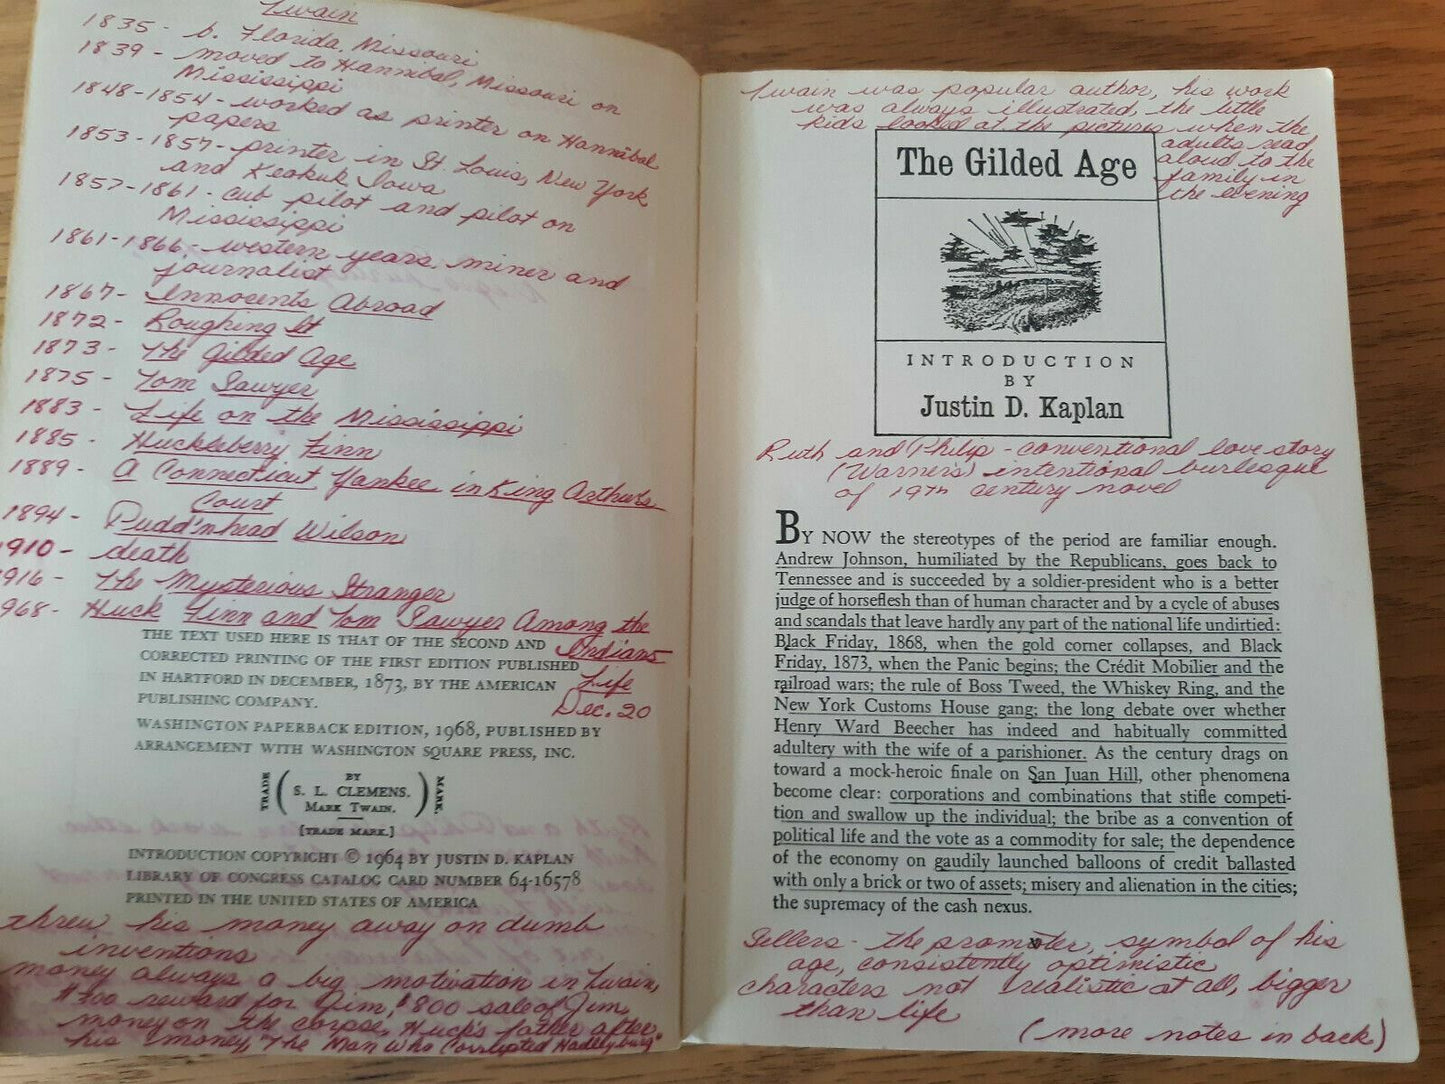 Twain
1835 - b. Florida, Missouri
1839 - moved to Hannibal, Missouri on
Mississippi
1848-1854 - worked as printer on Hannibal
papers
1853-1857 - printer in St. Louis, New York
and Keokuk, Iowa
1857-1861 - cub pilot and pilot on
Mississippi
1861-1866 - western years, miner and
journalist
1867 - Innocents Abroad
1872 - Roughing It
1873 - The Gilded Age
1875 - Tom Sawyer
1883 - Life on the Mississippi
1885 - Huckleberry Finn
1889 - A Connecticut Yankee in King Arthur's
Court
1894 - Pudd'nhead Wilson
1910 - death
916 - The Mysterious Stranger
968 - Huck Finn and Tom Sawyer Among the
Indians
Life
Dec. 20
THE TEXT USED HERE IS THAT OF THE SECOND AND
CORRECTED PRINTING OF THE FIRST EDITION PUBLISHED
IN HARTFORD IN DECEMBER, 1873, BY THE AMERICAN
PUBLISHING COMPANY.
WASHINGTON PAPERBACK EDITION, 1968, PUBLISHED BY
ARRANGEMENT WITH WASHINGTON SQUARE PRESS, INC.
TRADE
BY
S. L. CLEMENS.
MARK TWAIN.
MARK.
[TRADE MARK.]
INTRODUCTION COPYRIGHT © 1964 BY JUSTIN D. KAPLAN
LIBRARY OF CONGRESS CATALOG CARD NUMBER 64-16578
PRINTED IN THE UNITED STATES OF AMERICA
threw his money away on dumb
inventions
money always a big motivation in Twain,
$300 reward for Jim, $800 sale of Jim,
money on the corpse, Huck's father after
his money, "The Man Who Corrupted Hadleyburg"
Twain was popular author, his work
was always illustrated, the little
kids looked at the pictures when the
adults read
aloud to the
family in
the evening
The Gilded Age
INTRODUCTION
BY
Justin D. Kaplan
Ruth and Philip - conventional love story
(Warner's) intentional burlesque
of 19th century novel
BY NOW the stereotypes of the period are familiar enough.
Andrew Johnson, humiliated by the Republicans, goes back to
Tennessee and is succeeded by a soldier-president who is a better
judge of horseflesh than of human character and by a cycle of abuses
and scandals that leave hardly any part of the national life undirtied:
Black Friday, 1868, when the gold corner collapses, and Black
Friday, 1873, when the Panic begins; the Crédit Mobilier and the
railroad wars; the rule of Boss Tweed, the Whiskey Ring, and the
New York Customs House gang; the long debate over whether
Henry Ward Beecher has indeed and habitually committed
adultery with the wife of a parishioner. As the century drags on
toward a mock-heroic finale on San Juan Hill, other phenomena
become clear: corporations and combinations that stifle competi-
tion and swallow up the individual; the bribe as a convention of
political life and the vote as a commodity for sale; the dependence
of the economy on gaudily launched balloons of credit ballasted
with only a brick or two of assets; misery and alienation in the cities;
the supremacy of the cash nexus.
Sellers - the promoter, symbol of his
age, consistently optimistic
characters not realistic at all, bigger
than life
(more notes in back)